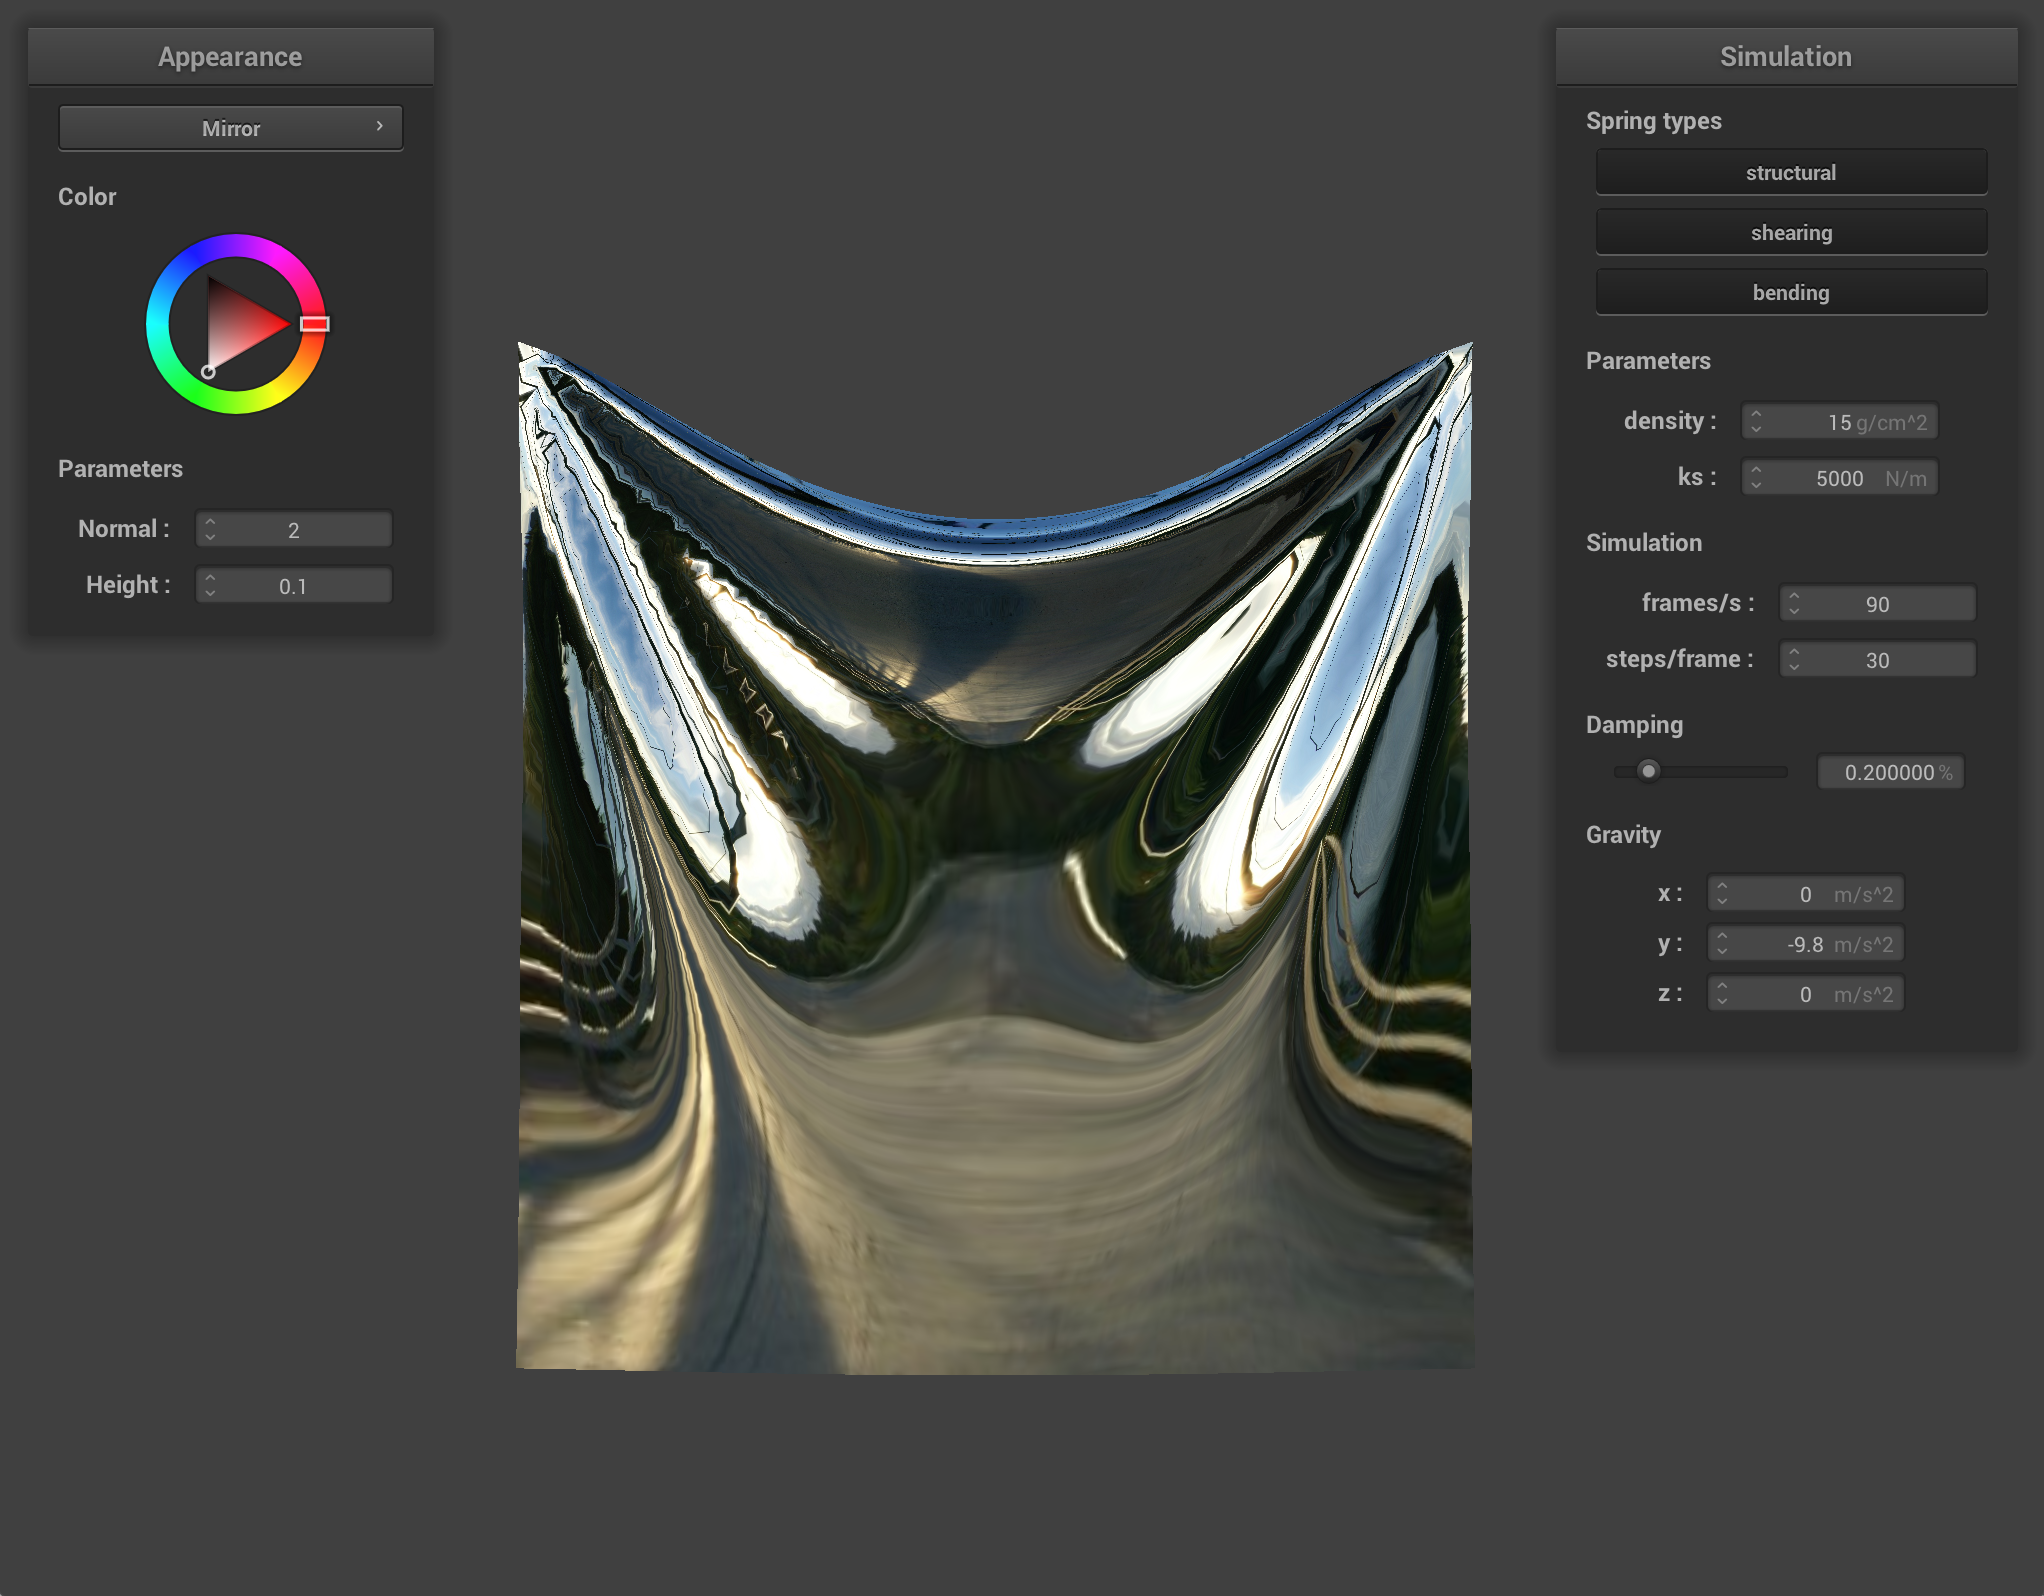 Appearance
Mirror
Color
Parameters
Normal : 2
Height : 0.1
Simulation
Spring types
structural
shearing
bending
Parameters
density : 15 g/cm^2
ks : 5000 N/m
Simulation
frames/s : 90
steps/frame : 30
Damping
0.200000 %
Gravity
x : 0 m/s^2
y : -9.8 m/s^2
z : 0 m/s^2